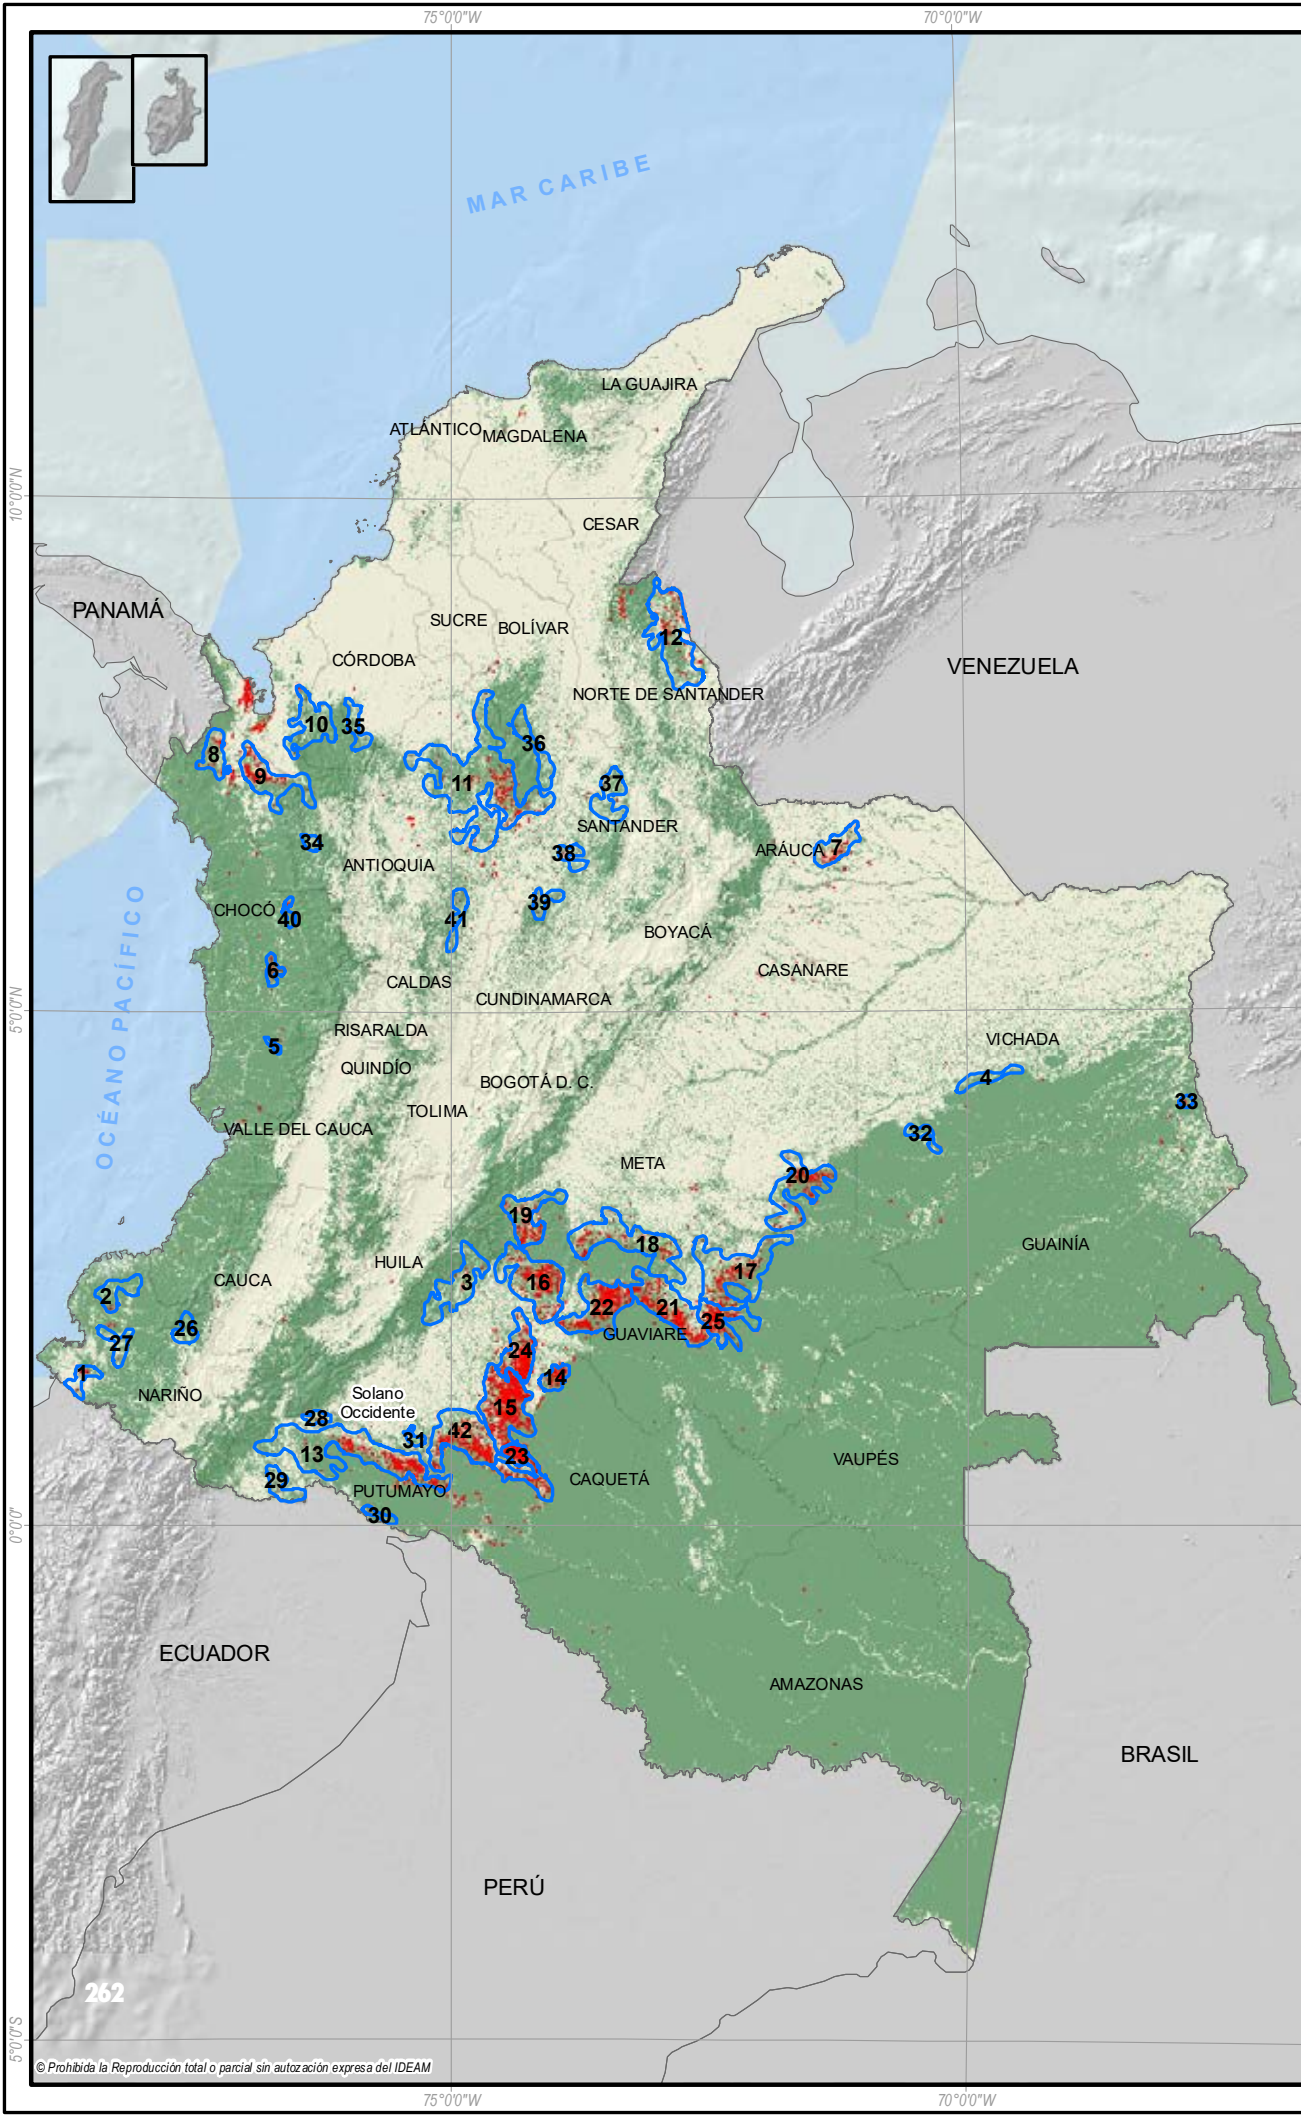 75°0'0"W
70°0'0"W
MAR CARIBE
LA GUAJIRA
ATLÁNTICO
MAGDALENA
10°0'0"N
CESAR
PANAMÁ
SUCRE
BOLÍVAR
12
CÓRDOBA
VENEZUELA
NORTE DE SANTANDER
10
35
36
8
9
11
37
SANTANDER
34
ARÁUCA
7
38
ANTIOQUIA
OCÉANO PACÍFICO
CHOCÓ
40
41
39
BOYACÁ
6
CALDAS
CASANARE
CUNDINAMARCA
5°0'0"N
RISARALDA
5
VICHADA
QUINDÍO
BOGOTÁ D. C.
4
TOLIMA
33
VALLE DEL CAUCA
32
META
20
19
18
GUAINÍA
HUILA
CAUCA
3
16
17
2
22
21
25
26
27
GUAVIARE
24
1
14
NARIÑO
Solano
Occidente
15
28
42
31
13
23
VAUPÉS
29
CAQUETÁ
PUTUMAYO
30
0°0'0"
ECUADOR
AMAZONAS
BRASIL
PERÚ
262
5°0'0"S
© Prohibida la Reproducción total o parcial sin autozación expresa del IDEAM
75°0'0"W
70°0'0"W